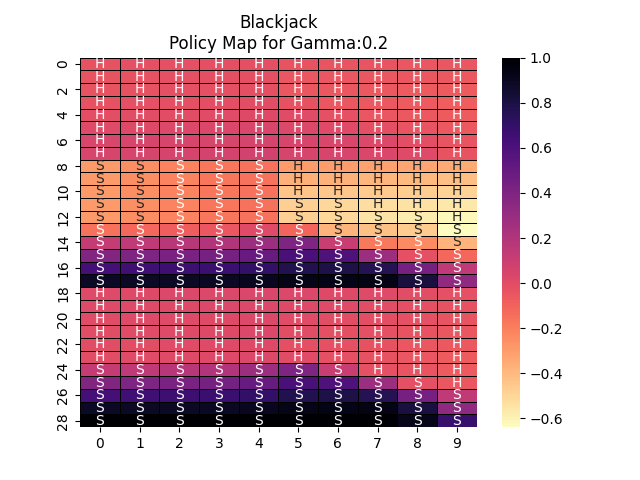 Blackjack
Policy Map for Gamma:0.2
0 H H H H H H H H H H
H H H H H H H H H H
2 H H H H H H H H H H
H H H H H H H H H H
4 H H H H H H H H H H
H H H H H H H H H H
6 H H H H H H H H H H
H H H H H H H H H H
8 S S S S S H H H H H
S S S S S H H H H H
10 S S S S S H H H H H
S S S S S S S S S H
12 S S S S S S S S S H
S S S S S S S S S S
14 S S S S S S S S S S
S S S S S S S S S S
16 S S S S S S S S S S
S S S S S S S S S S
18 H H H H H H H H H H
H H H H H H H H H H
20 H H H H H H H H H H
H H H H H H H H H H
22 H H H H H H H H H H
H H H H H H H H H H
24 S S S S S S S H H H
S S S S S S S S S H
26 S S S S S S S S S S
S S S S S S S S S S
28 S S S S S S S S S S
0 1 2 3 4 5 6 7 8 9
1.0
0.8
0.6
0.4
0.2
0.0
−0.2
−0.4
−0.6